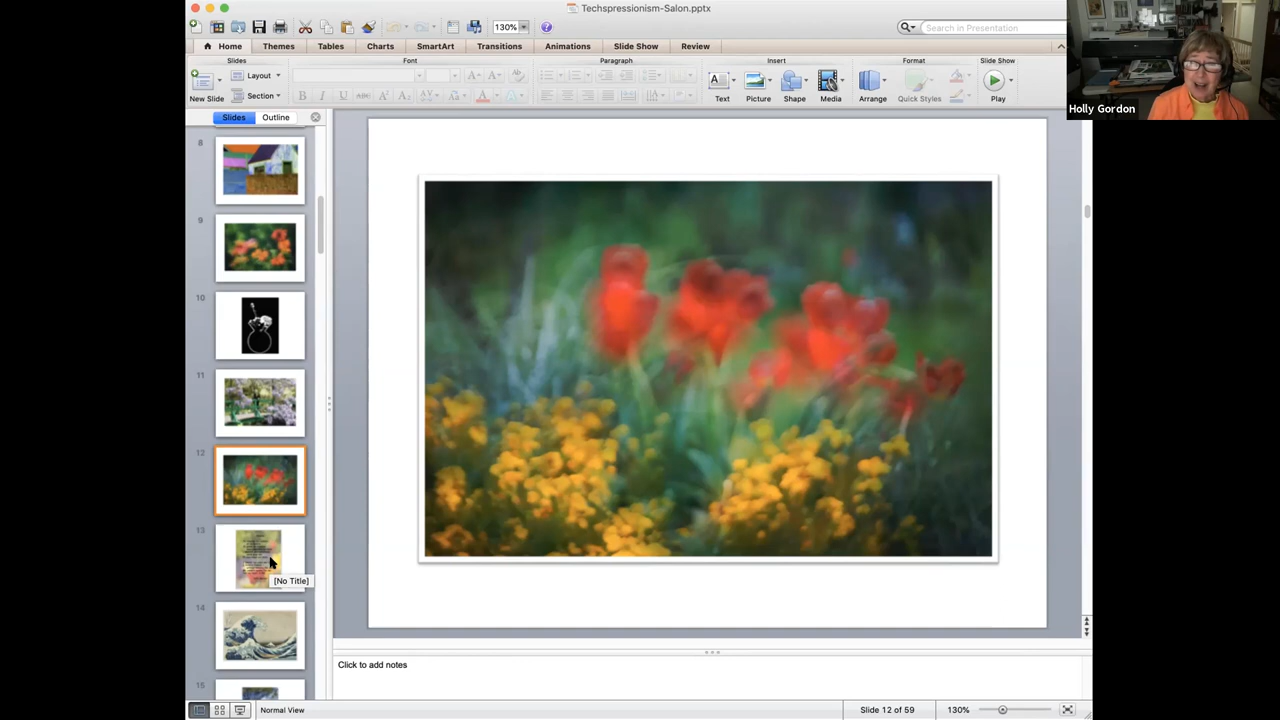 Techspressionism-Salon.pptx
130%
Search in Presentation
Home Themes Tables Charts SmartArt Transitions Animations Slide Show Review
Slides Font Paragraph Insert Format Slide Show
New Slide Layout Section Text Picture Shape Media Arrange Quick Styles Play
Holly Gordon
Slides Outline
8
9
10
11
12
13
[No Title]
14
15
Click to add notes
Normal View Slide 12 of 59 130%